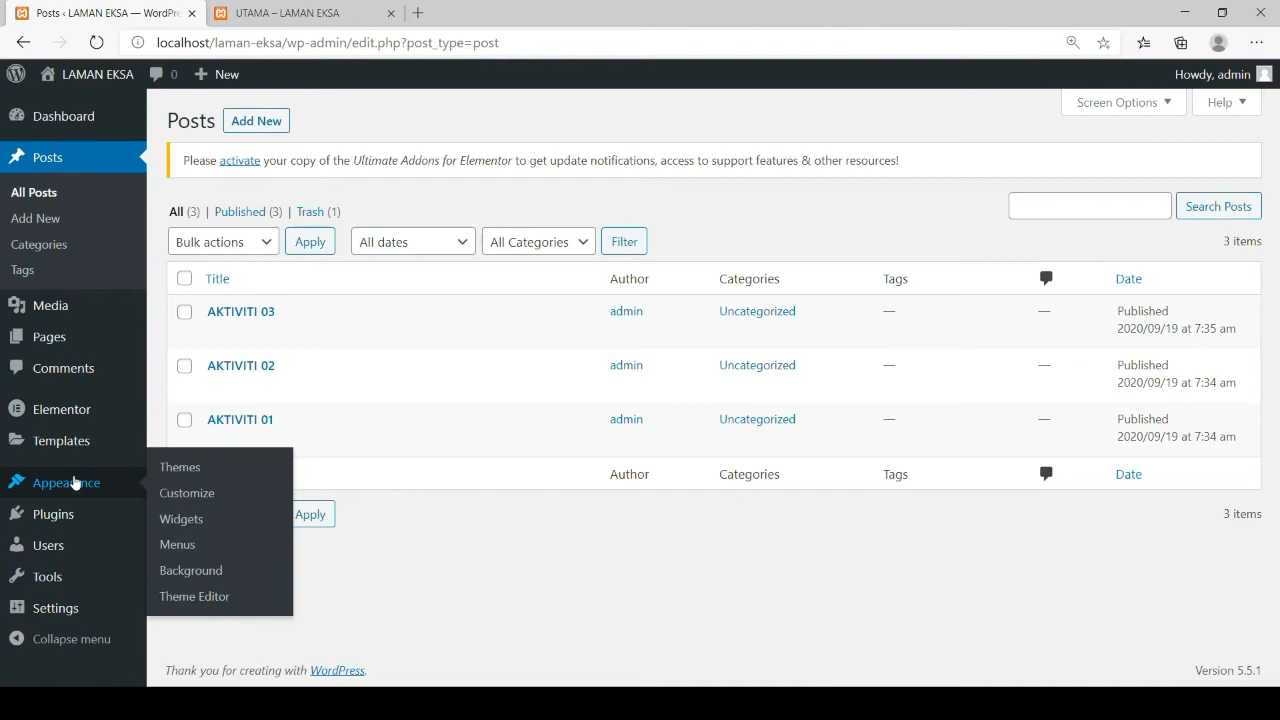 Posts ‹ LAMAN EKSA — WordPre
UTAMA – LAMAN EKSA
localhost/laman-eksa/wp-admin/edit.php?post_type=post
LAMAN EKSA
0
New
Howdy, admin
Dashboard
Posts
All Posts
Add New
Categories
Tags
Media
Pages
Comments
Elementor
Templates
Appearance
Plugins
Users
Tools
Settings
Collapse menu
Themes
Customize
Widgets
Menus
Background
Theme Editor
Posts
Add New
Screen Options
Help
Please activate your copy of the Ultimate Addons for Elementor to get update notifications, access to support features & other resources!
All (3) | Published (3) | Trash (1)
Search Posts
Bulk actions
Apply
All dates
All Categories
Filter
3 items
Title
Author
Categories
Tags
Date
AKTIVITI 03
admin
Uncategorized
—
—
Published
2020/09/19 at 7:35 am
AKTIVITI 02
admin
Uncategorized
—
—
Published
2020/09/19 at 7:34 am
AKTIVITI 01
admin
Uncategorized
—
—
Published
2020/09/19 at 7:34 am
Author
Categories
Tags
Date
Apply
3 items
Thank you for creating with WordPress.
Version 5.5.1